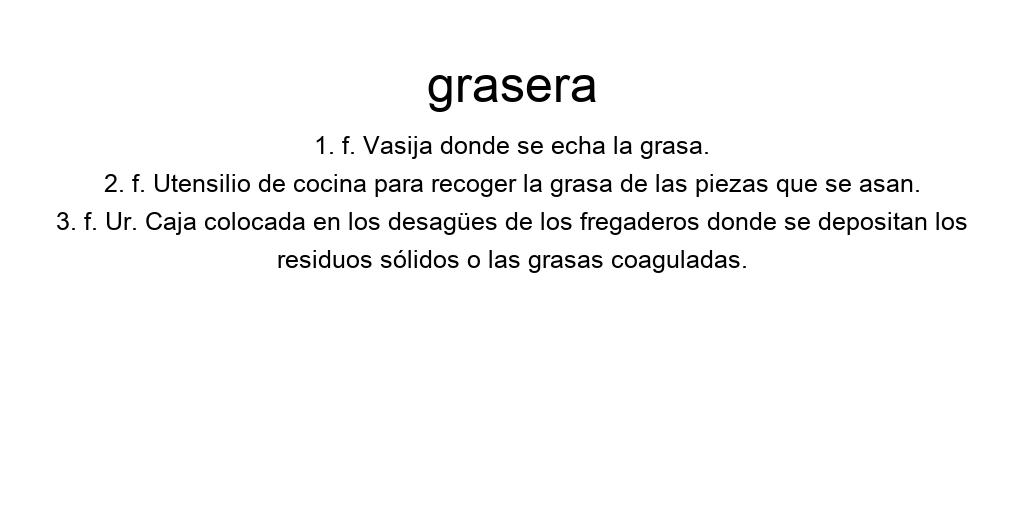 grasera
1. f. Vasija donde se echa la grasa.
2. f. Utensilio de cocina para recoger la grasa de las piezas que se asan.
3. f. Ur. Caja colocada en los desagües de los fregaderos donde se depositan los
residuos sólidos o las grasas coaguladas.